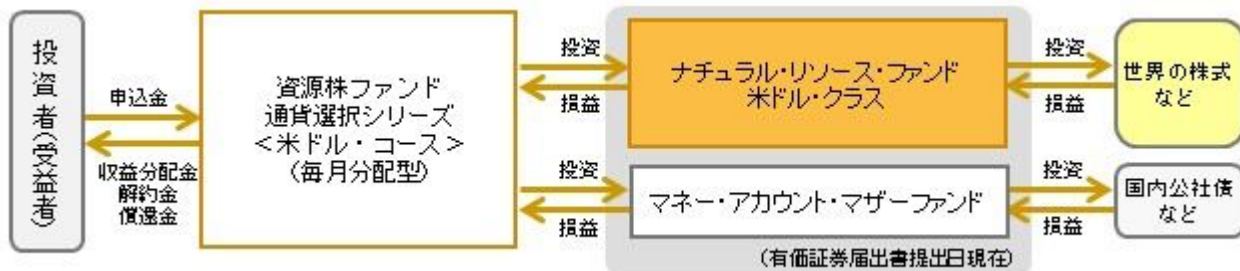 投資者(受益者)
申込金
収益分配金
解約金
償還金
資源株ファンド
通貨選択シリーズ
<米ドル・コース>
(毎月分配型)
投資
損益
投資
損益
ナチュラル・リソース・ファンド
米ドル・クラス
マネー・アカウント・マザーファンド
(有価証券届出書提出日現在)
投資
損益
投資
損益
世界の株式
など
国内公社債
など